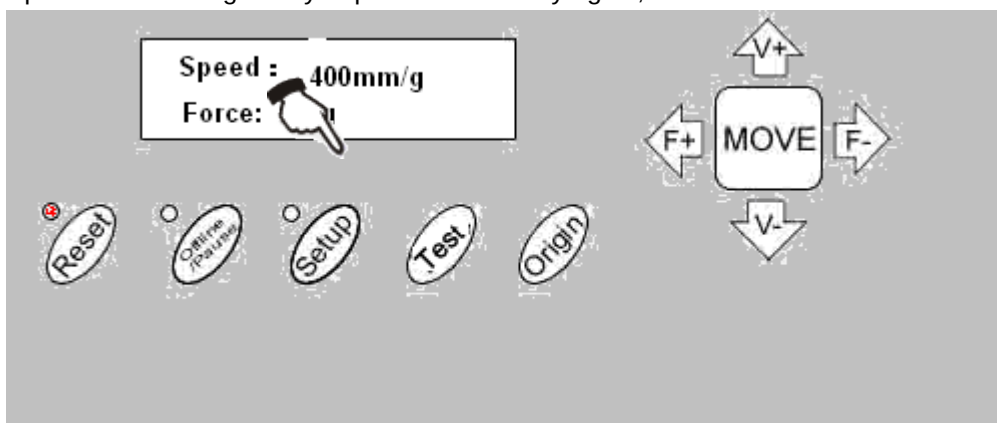 Speed : 400mm/g
Force:
V+
F+ MOVE F-
V-
Reset
Offline
/Pause
Setup
Test
Origin